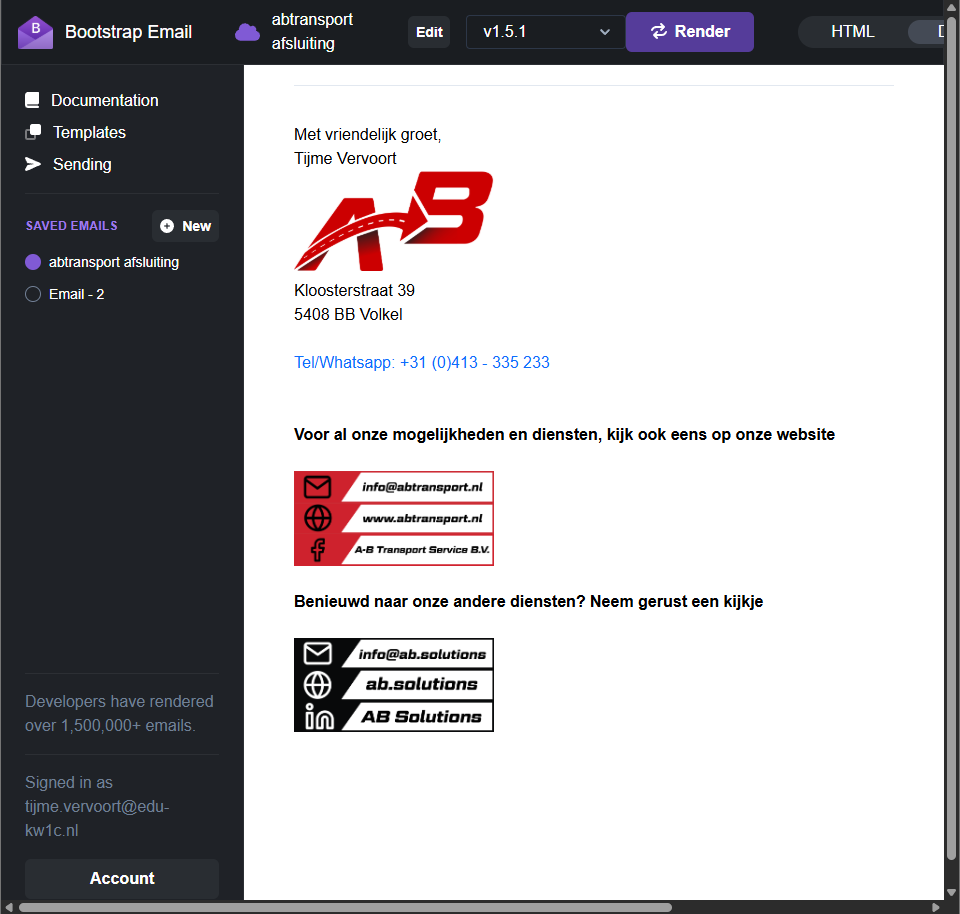 B
Bootstrap Email
abtransport
afsluiting
Edit
v1.5.1
Render
HTML
Documentation
Templates
Sending
SAVED EMAILS
New
abtransport afsluiting
Email - 2
Developers have rendered
over 1,500,000+ emails.
Signed in as
tijme.vervoort@edu-
kw1c.nl
Account
Met vriendelijk groet,
Tijme Vervoort
A-B
Kloosterstraat 39
5408 BB Volkel
Tel/Whatsapp: +31 (0)413 - 335 233
Voor al onze mogelijkheden en diensten, kijk ook eens op onze website
info@abtransport.nl
www.abtransport.nl
A-B Transport Service B.V.
Benieuwd naar onze andere diensten? Neem gerust een kijkje
info@ab.solutions
ab.solutions
in AB Solutions